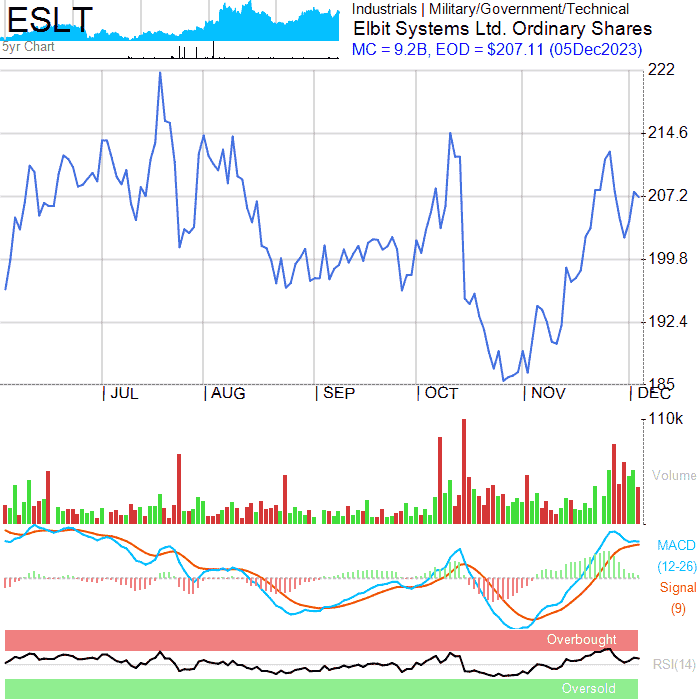 ESLT
5yr Chart
Industrials | Military/Government/Technical
Elbit Systems Ltd. Ordinary Shares
MC = 9.2B, EOD = $207.11 (05Dec2023)
222
214.6
207.2
199.8
192.4
185
JUL AUG SEP OCT NOV DEC
110k
Volume
MACD
(12-26)
Signal
(9)
Overbought
RSI(14)
Oversold